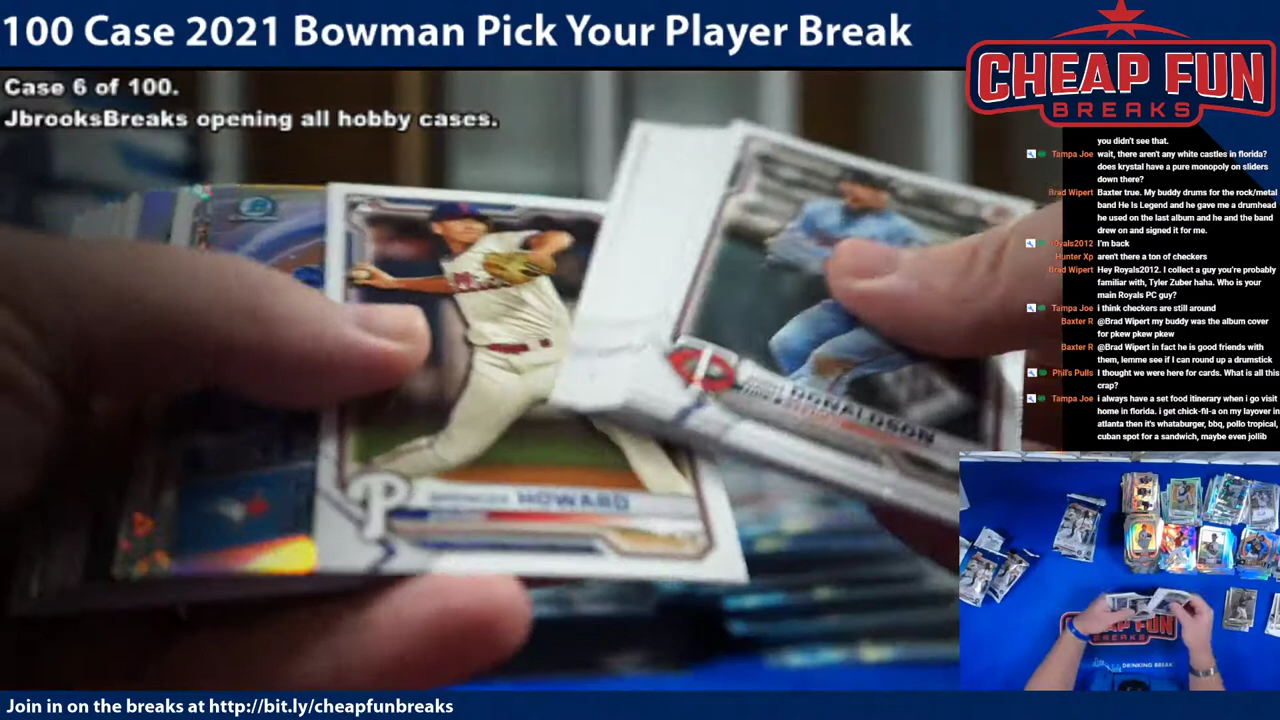 100 Case 2021 Bowman Pick Your Player Break
Case 6 of 100.
JbrooksBreaks opening all hobby cases.
CHEAP FUN
BREAKS
you didn't see that.
Tampa Joe wait, there aren't any white castles in florida?
does krystal have a pure monopoly on sliders
down there?
Brad Wipert Baxter true. My buddy drums for the rock/metal
band He Is Legend and he gave me a drumhead
he used on the last album and he and the band
drew on and signed it for me.
Royals2012 I'm back
Hunter Xp aren't there a ton of checkers
Brad Wipert Hey Royals2012. I collect a guy you're probably
familiar with, Tyler Zuber haha. Who is your
main Royals PC guy?
Tampa Joe i think checkers are still around
Baxter R @Brad Wipert my buddy was the album cover
for pkew pkew pkew
Baxter R @Brad Wipert in fact he is good friends with
them, lemme see if I can round up a drumstick
Phil's Pulls I thought we were here for cards. What is all this
crap?
Tampa Joe i always have a set food itinerary when i go visit
home in florida. i get chick-fil-a on my layover in
atlanta then it's whataburger, bbq, pollo tropical,
cuban spot for a sandwich, maybe even jollib
DONALDSON
P
HOWARD
CHEAP FUN
BREAKS
DRINKING BREAK
Join in on the breaks at http://bit.ly/cheapfunbreaks